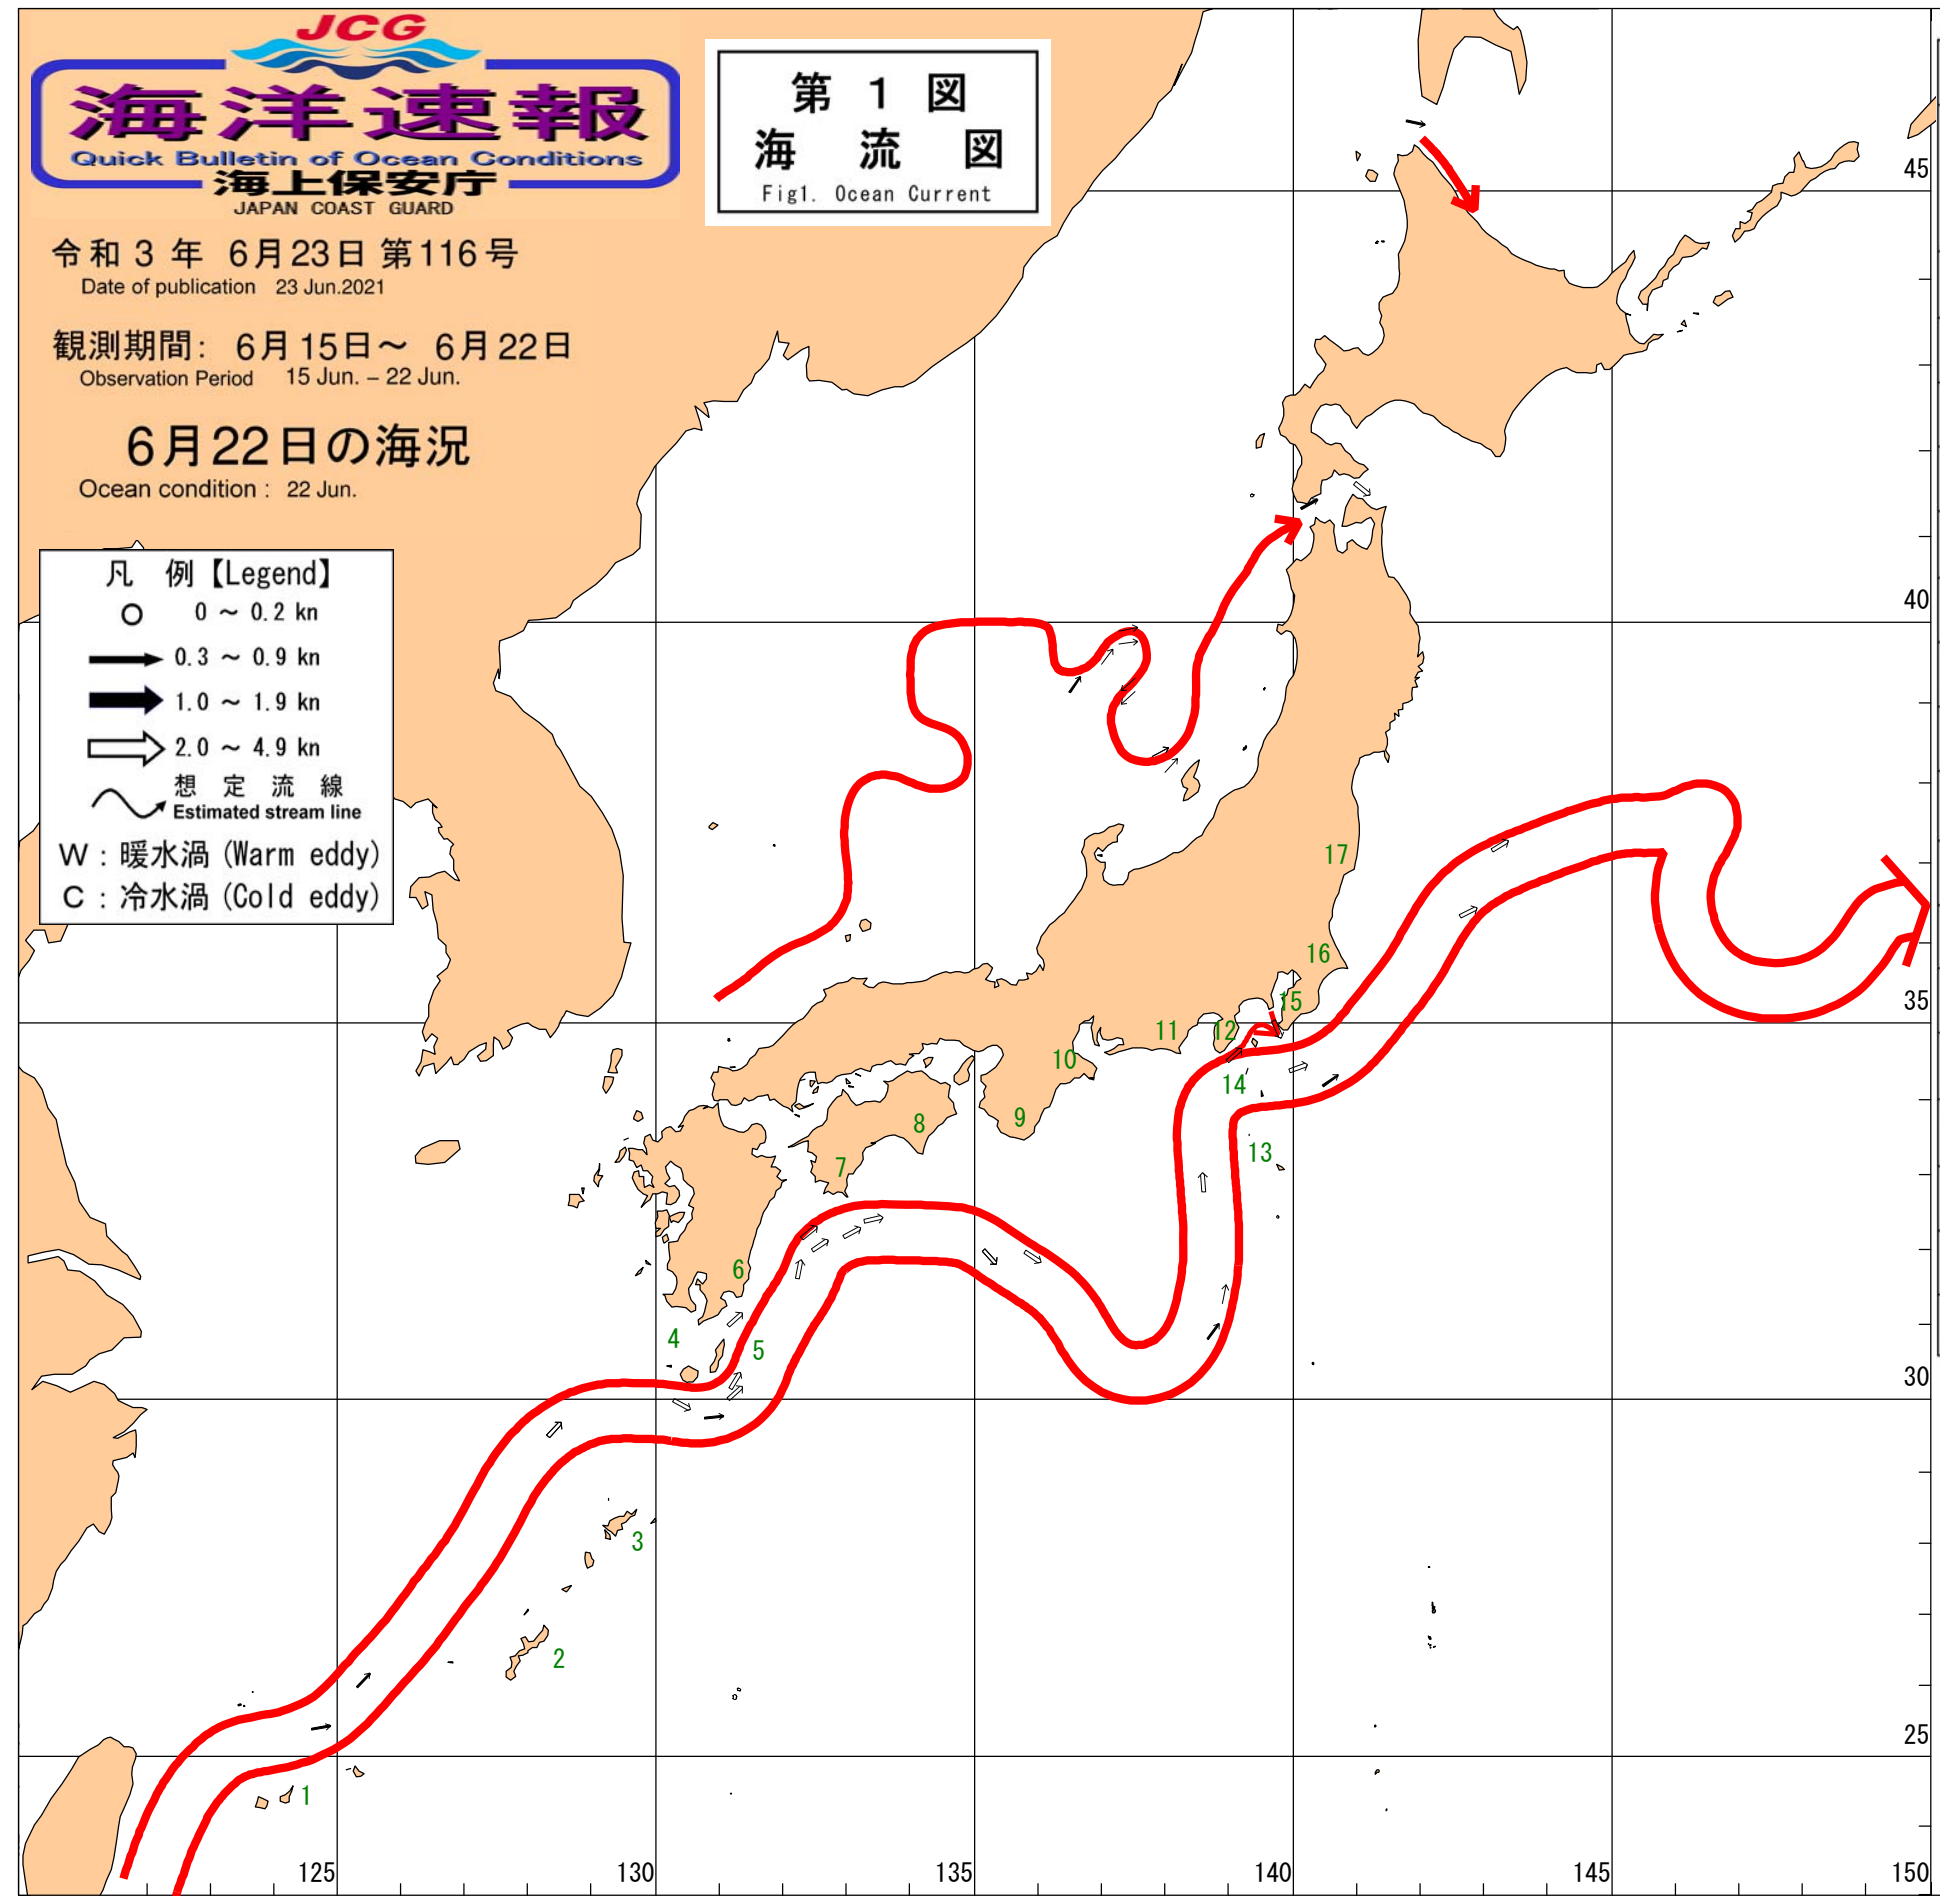 JCG
海洋速報
Quick Bulletin of Ocean Conditions
海上保安庁
JAPAN COAST GUARD
第 1 図
海 流 図
Fig1. Ocean Current
令和 3 年 6月23日 第116号
Date of publication 23 Jun.2021
観測期間: 6月15日～ 6月22日
Observation Period 15 Jun. – 22 Jun.
6月22日の海況
Ocean condition : 22 Jun.
凡 例【Legend】
0 ～ 0.2 kn
0.3 ～ 0.9 kn
1.0 ～ 1.9 kn
2.0 ～ 4.9 kn
想 定 流 線
Estimated stream line
W : 暖水渦 (Warm eddy)
C : 冷水渦 (Cold eddy)
45
40
17
16
35
15
12
11
10
14
9
8
13
7
6
4
5
30
3
2
25
1
125
130
135
140
145
150